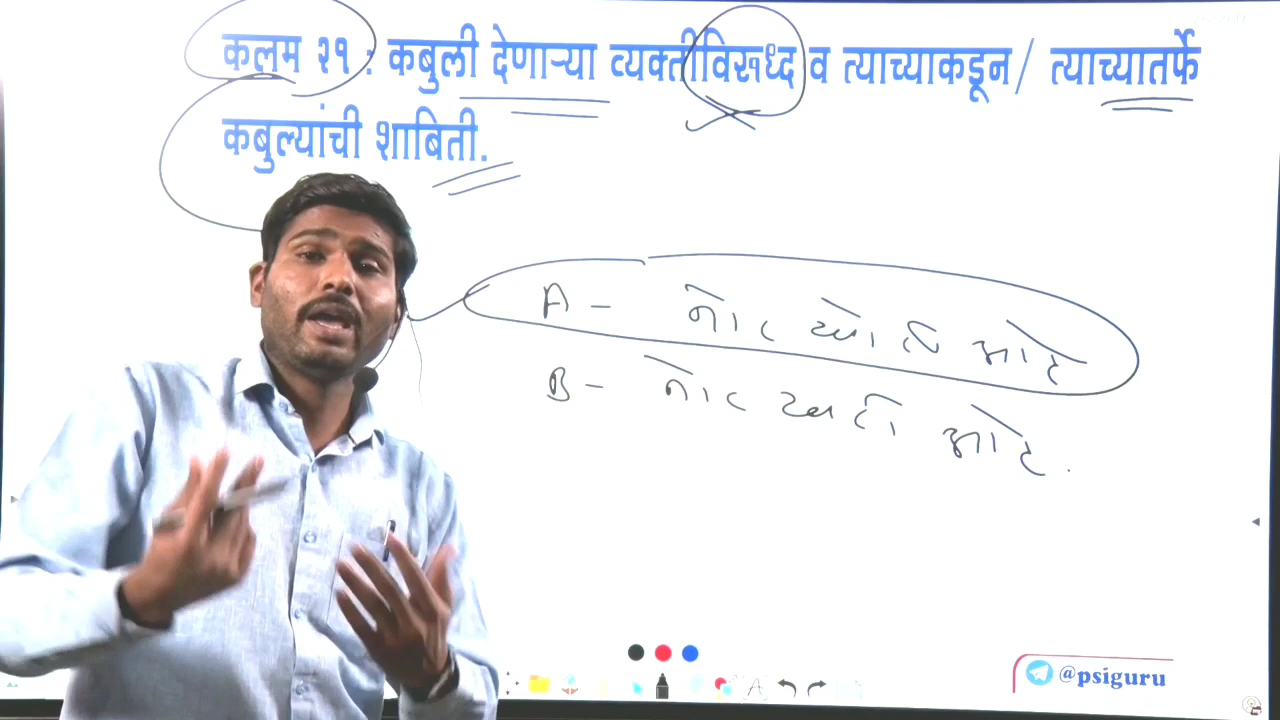 कलम २१ : कबुली देणाऱ्या व्यक्तीविरूध्द व त्याच्याकडून/ त्याच्यातर्फे
कबुल्यांची शाबिती.
A - नोट खोटी आहे
B - नोट खरी आहे.
@psiguru